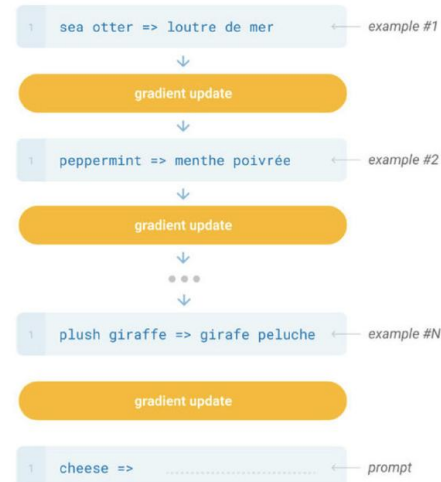 1 sea otter => loutre de mer example #1
gradient update
1 peppermint => menthe poivrée example #2
gradient update
1 plush giraffe => girafe peluche example #N
gradient update
1 cheese => prompt